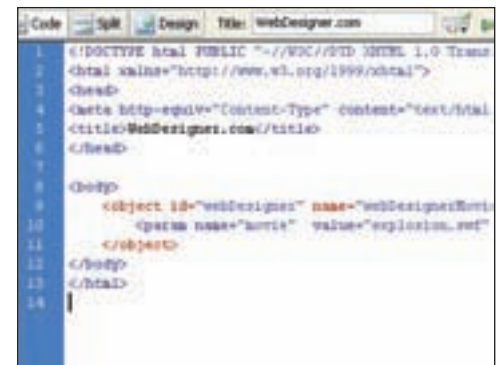 Code Split Design Title: WebDesigner.com
1 <!DOCTYPE html PUBLIC "-//W3C//DTD XHTML 1.0 Trans
2 <html xmlns="http://www.w3.org/1999/xhtml">
3 <head>
4 <meta http-equiv="Content-Type" content="text/html
5 <title>WebDesigner.com</title>
6 </head>
7
8 <body>
9 <object id="webDesigner" name="webDesignerMovie
10 <param name="movie" value="explosion.swf"
11 </object>
12 </body>
13 </html>
14